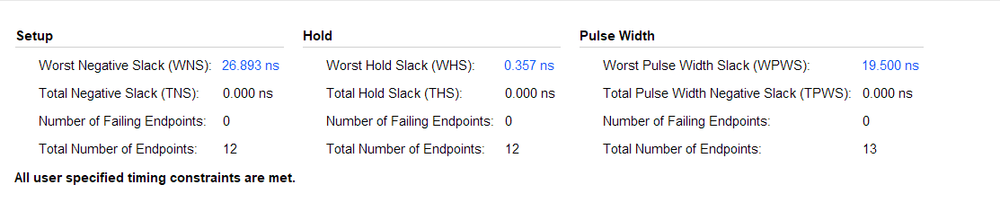 Setup Hold Pulse Width
Worst Negative Slack (WNS): 26.893 ns Worst Hold Slack (WHS): 0.357 ns Worst Pulse Width Slack (WPWS): 19.500 ns
Total Negative Slack (TNS): 0.000 ns Total Hold Slack (THS): 0.000 ns Total Pulse Width Negative Slack (TPWS): 0.000 ns
Number of Failing Endpoints: 0 Number of Failing Endpoints: 0 Number of Failing Endpoints: 0
Total Number of Endpoints: 12 Total Number of Endpoints: 12 Total Number of Endpoints: 13
All user specified timing constraints are met.